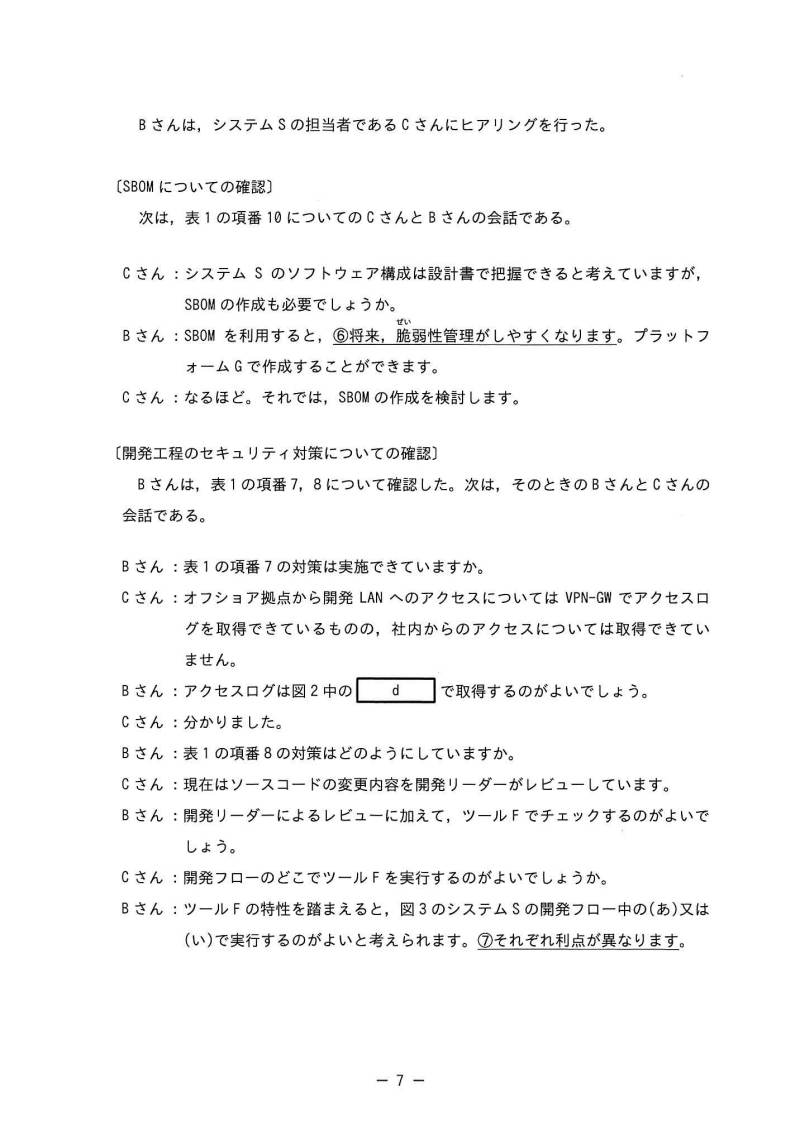 Bさんは，システムSの担当者であるCさんにヒアリングを行った。
〔SBOMについての確認〕
次は，表1の項番10についてのCさんとBさんの会話である。
Cさん：システム S のソフトウェア構成は設計書で把握できると考えていますが，
SBOMの作成も必要でしょうか。
ぜい
Bさん：SBOM を利用すると，⑥将来，脆弱性管理がしやすくなります。プラットフ
ォームGで作成することができます。
Cさん：なるほど。それでは，SBOMの作成を検討します。
〔開発工程のセキュリティ対策についての確認〕
Bさんは，表1の項番7，8について確認した。次は，そのときのBさんとCさんの
会話である。
Bさん：表1の項番7の対策は実施できていますか。
Cさん：オフショア拠点から開発 LAN へのアクセスについては VPN-GW でアクセスロ
グを取得できているものの，社内からのアクセスについては取得できてい
ません。
Bさん：アクセスログは図2中の d で取得するのがよいでしょう。
Cさん：分かりました。
Bさん：表1の項番8の対策はどのようにしていますか。
Cさん：現在はソースコードの変更内容を開発リーダーがレビューしています。
Bさん：開発リーダーによるレビューに加えて，ツールFでチェックするのがよいで
しょう。
Cさん：開発フローのどこでツールFを実行するのがよいでしょうか。
Bさん：ツールFの特性を踏まえると，図3のシステムSの開発フロー中の(あ)又は
(い)で実行するのがよいと考えられます。⑦それぞれ利点が異なります。
－ 7 －